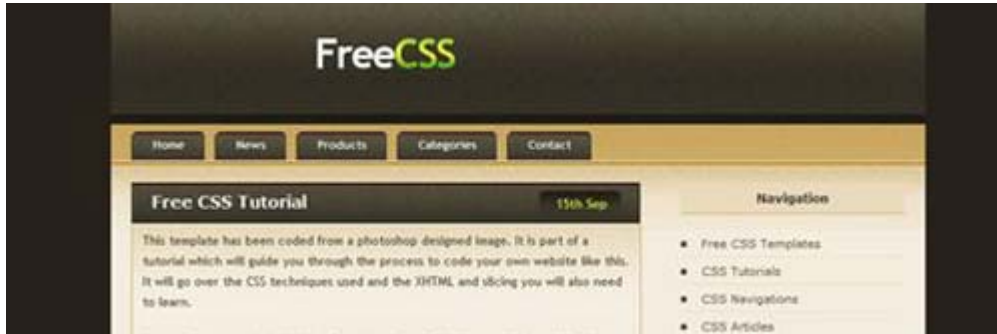 FreeCSS
Home News Products Categories Contact
Free CSS Tutorial 15th Sep
This template has been coded from a photoshop designed image. It is part of a
tutorial which will guide you through the process to code your own website like this.
It will go over the CSS techniques used and the XHTML and slicing you will also need
to learn.
Navigation
Free CSS Templates
CSS Tutorials
CSS Navigations
CSS Articles